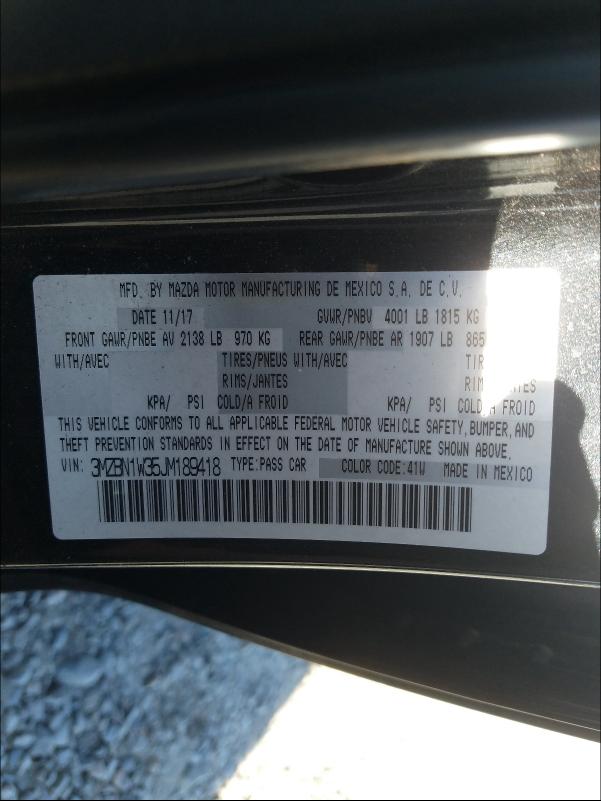 MFD. BY MAZDA MOTOR MANUFACTURING DE MEXICO S.A. DE C.V.
DATE 11/17 GVWR/PNBV 4001 LB 1815 KG
FRONT GAWR/PNBE AV 2138 LB 970 KG REAR GAWR/PNBE AR 1907 LB 865
WITH/AVEC TIRES/PNEUS WITH/AVEC TIR
RIMS/JANTES RIM JANTES
KPA/ PSI COLD/A FROID KPA/ PSI COLD/A FROID
THIS VEHICLE CONFORMS TO ALL APPLICABLE FEDERAL MOTOR VEHICLE SAFETY, BUMPER, AND
THEFT PREVENTION STANDARDS IN EFFECT ON THE DATE OF MANUFACTURE SHOWN ABOVE.
VIN: 3MZBN1W35JM189418 TYPE: PASS CAR COLOR CODE: 41W MADE IN MEXICO